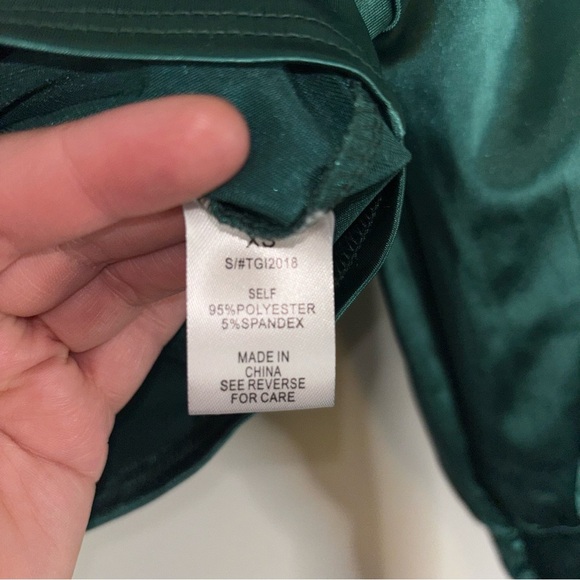 XS
S/#TGI2018
SELF
95%POLYESTER
5%SPANDEX
MADE IN
CHINA
SEE REVERSE
FOR CARE